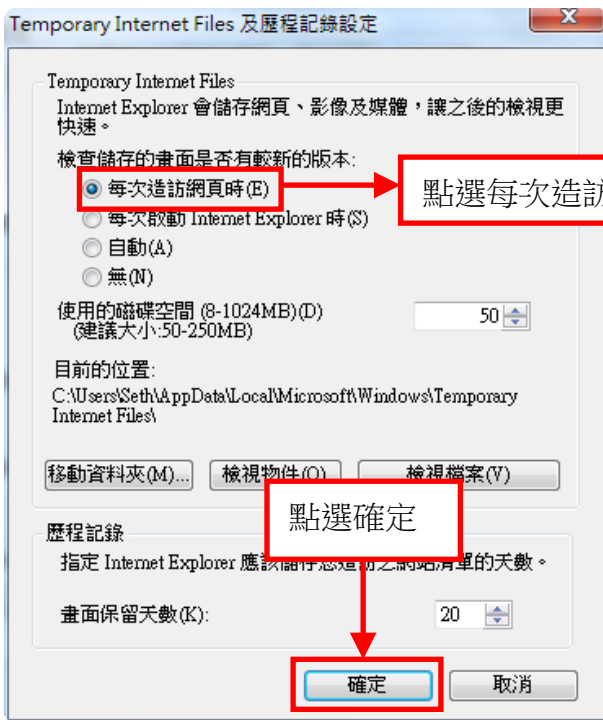 Temporary Internet Files 及歷程記錄設定
Temporary Internet Files
Internet Explorer 會儲存網頁、影像及媒體，讓之後的檢視更
快速。
檢查儲存的畫面是否有較新的版本:
每次造訪網頁時(E)
點選每次造訪
每次啟動 Internet Explorer 時(S)
自動(A)
無(N)
使用的磁碟空間 (8-1024MB)(D)
50
(建議大小:50-250MB)
目前的位置:
C:\Users\Seth\AppData\Local\Microsoft\Windows\Temporary
Internet Files\
移動資料夾(M)...
檢視物件(O)
檢視檔案(V)
點選確定
歷程記錄
指定 Internet Explorer 應該儲存您造訪之網站清單的天數。
畫面保留天數(K):
20
確定
取消